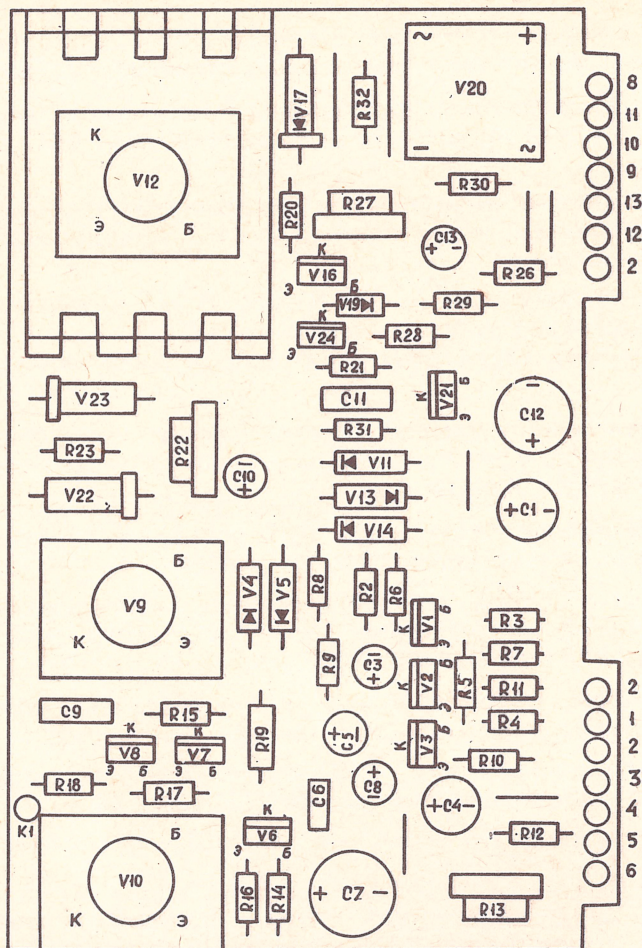 ~ +
8
V17
R32
V20
11
К
10
V12
- ~
9
R30
13
Э Б
R20
R27
12
+ C13 -
2
К
V16
R26
Э
Б
V19
R29
К
V24
R28
Э
Б
R21
V23
C11
К V21 Б Э
-
C12
+
R22
R31
R23
C10 - +
V11
V22
V13
+ C1 -
V14
Б
V9
К Э
V4
V5
R8
R2
R6
К V1 Б Э
R3
R9
C3 - +
R7
К V2 Б Э
R5
2
C9
R15
R19
R11
1
К
V8
Э Б
К
V7
Э Б
+ C5 -
К V3 Б Э
R4
2
R10
3
R18
R17
C8 + -
C6
+ C4 -
4
К1
Б
V10
К Э
К
V6
Э Б
R12
5
6
R16
R14
+ C7 -
R13